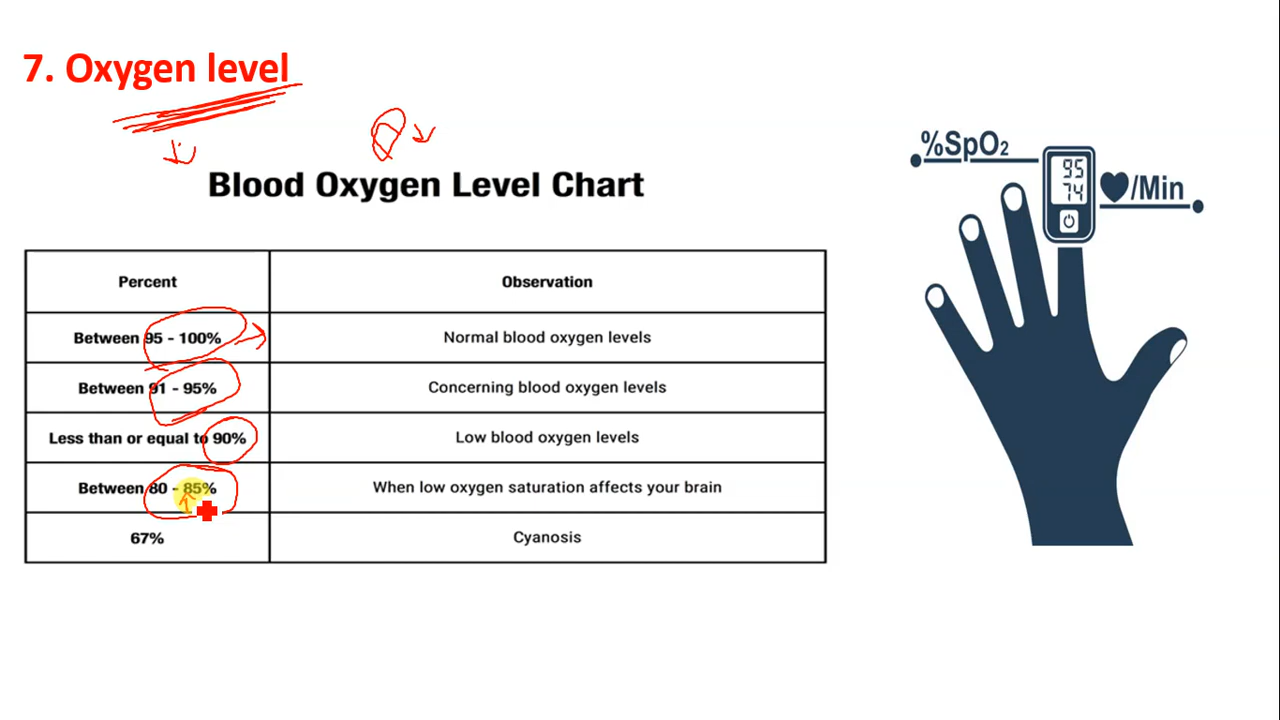 7. Oxygen level
Blood Oxygen Level Chart
%SpO2
95
74
/Min
Percent Observation
Between 95 - 100% Normal blood oxygen levels
Between 91 - 95% Concerning blood oxygen levels
Less than or equal to 90% Low blood oxygen levels
Between 80 - 85% When low oxygen saturation affects your brain
67% Cyanosis